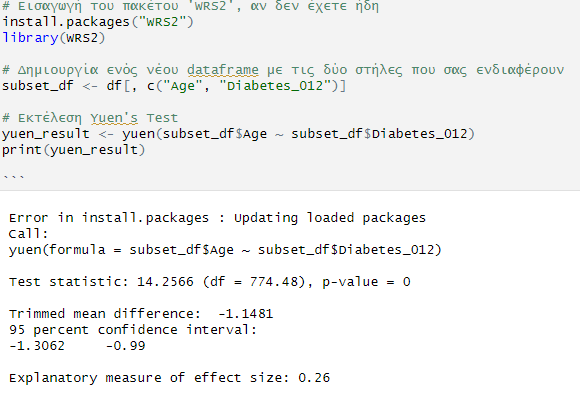 # Εισαγωγή του πακέτου 'WRS2', αν δεν έχετε ήδη
install.packages("WRS2")
library(WRS2)
# Δημιουργία ενός νέου dataframe με τις δύο στήλες που σας ενδιαφέρουν
subset_df <- df[, c("Age", "Diabetes_012")]
# Εκτέλεση Yuen's Test
yuen_result <- yuen(subset_df$Age ~ subset_df$Diabetes_012)
print(yuen_result)
```
Error in install.packages : Updating loaded packages
Call:
yuen(formula = subset_df$Age ~ subset_df$Diabetes_012)
Test statistic: 14.2566 (df = 774.48), p-value = 0
Trimmed mean difference:  -1.1481
95 percent confidence interval:
-1.3062     -0.99
Explanatory measure of effect size: 0.26